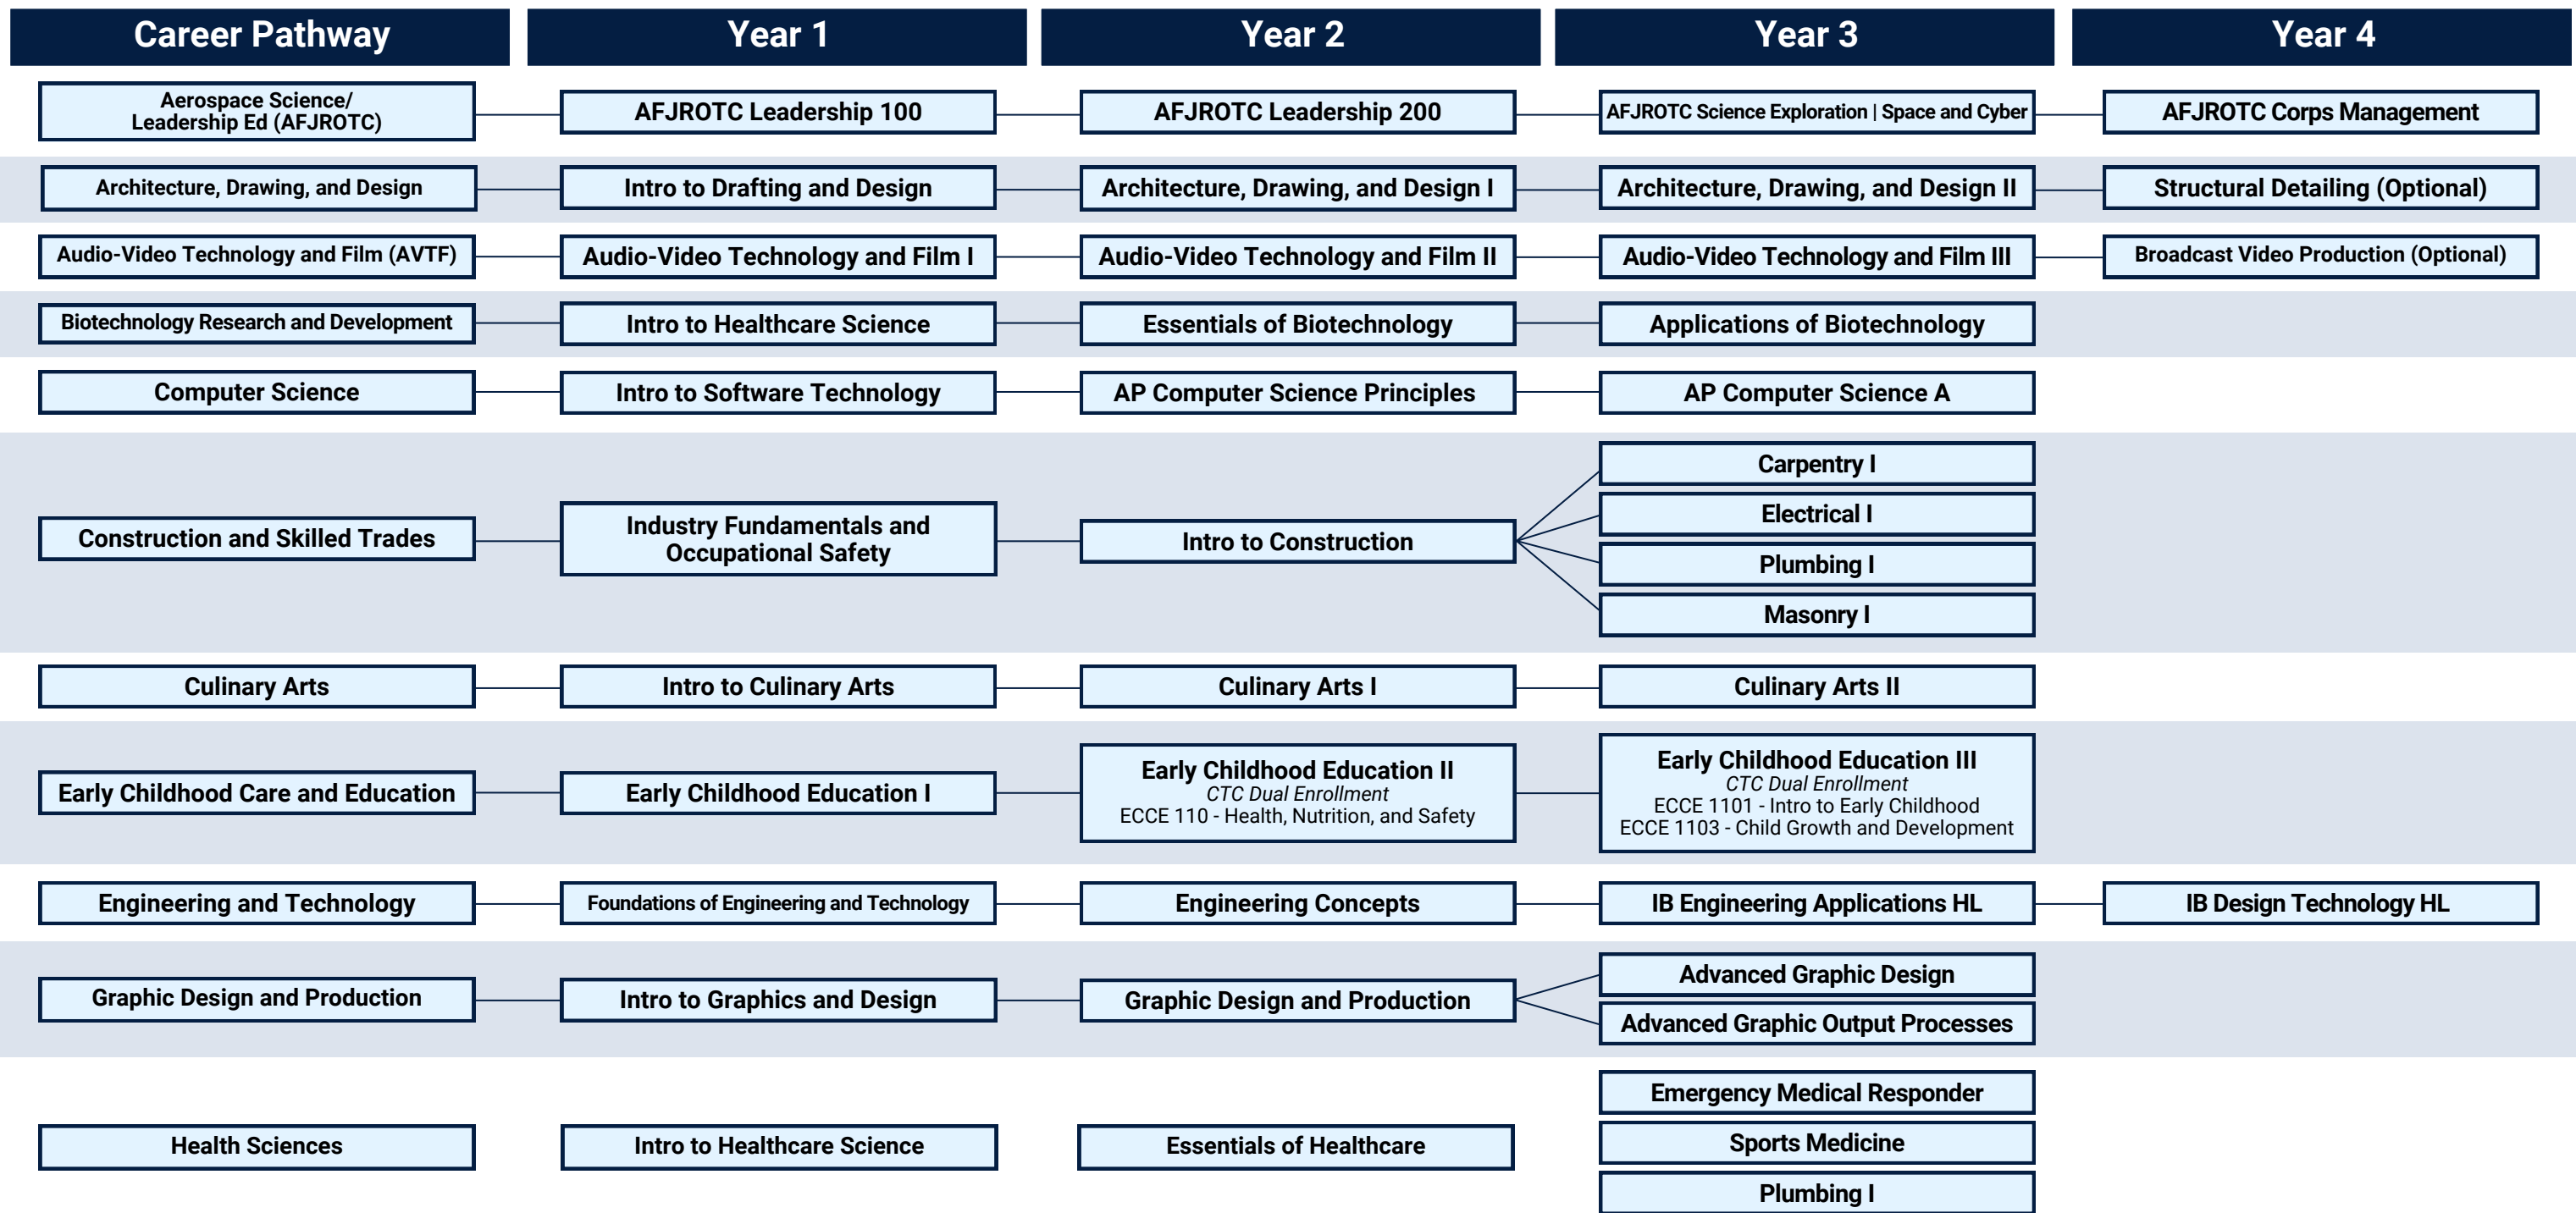 Career Pathway
Year 1
Year 2
Year 3
Year 4
Aerospace Science/
Leadership Ed (AFJROTC)
AFJROTC Leadership 100
AFJROTC Leadership 200
AFJROTC Science Exploration | Space and Cyber
AFJROTC Corps Management
Architecture, Drawing, and Design
Intro to Drafting and Design
Architecture, Drawing, and Design I
Architecture, Drawing, and Design II
Structural Detailing (Optional)
Audio-Video Technology and Film (AVTF)
Audio-Video Technology and Film I
Audio-Video Technology and Film II
Audio-Video Technology and Film III
Broadcast Video Production (Optional)
Biotechnology Research and Development
Intro to Healthcare Science
Essentials of Biotechnology
Applications of Biotechnology
Computer Science
Intro to Software Technology
AP Computer Science Principles
AP Computer Science A
Construction and Skilled Trades
Industry Fundamentals and
Occupational Safety
Intro to Construction
Carpentry I
Electrical I
Plumbing I
Masonry I
Culinary Arts
Intro to Culinary Arts
Culinary Arts I
Culinary Arts II
Early Childhood Care and Education
Early Childhood Education I
Early Childhood Education II
CTC Dual Enrollment
ECCE 110 - Health, Nutrition, and Safety
Early Childhood Education III
CTC Dual Enrollment
ECCE 1101 - Intro to Early Childhood
ECCE 1103 - Child Growth and Development
Engineering and Technology
Foundations of Engineering and Technology
Engineering Concepts
IB Engineering Applications HL
IB Design Technology HL
Graphic Design and Production
Intro to Graphics and Design
Graphic Design and Production
Advanced Graphic Design
Advanced Graphic Output Processes
Health Sciences
Intro to Healthcare Science
Essentials of Healthcare
Emergency Medical Responder
Sports Medicine
Plumbing I